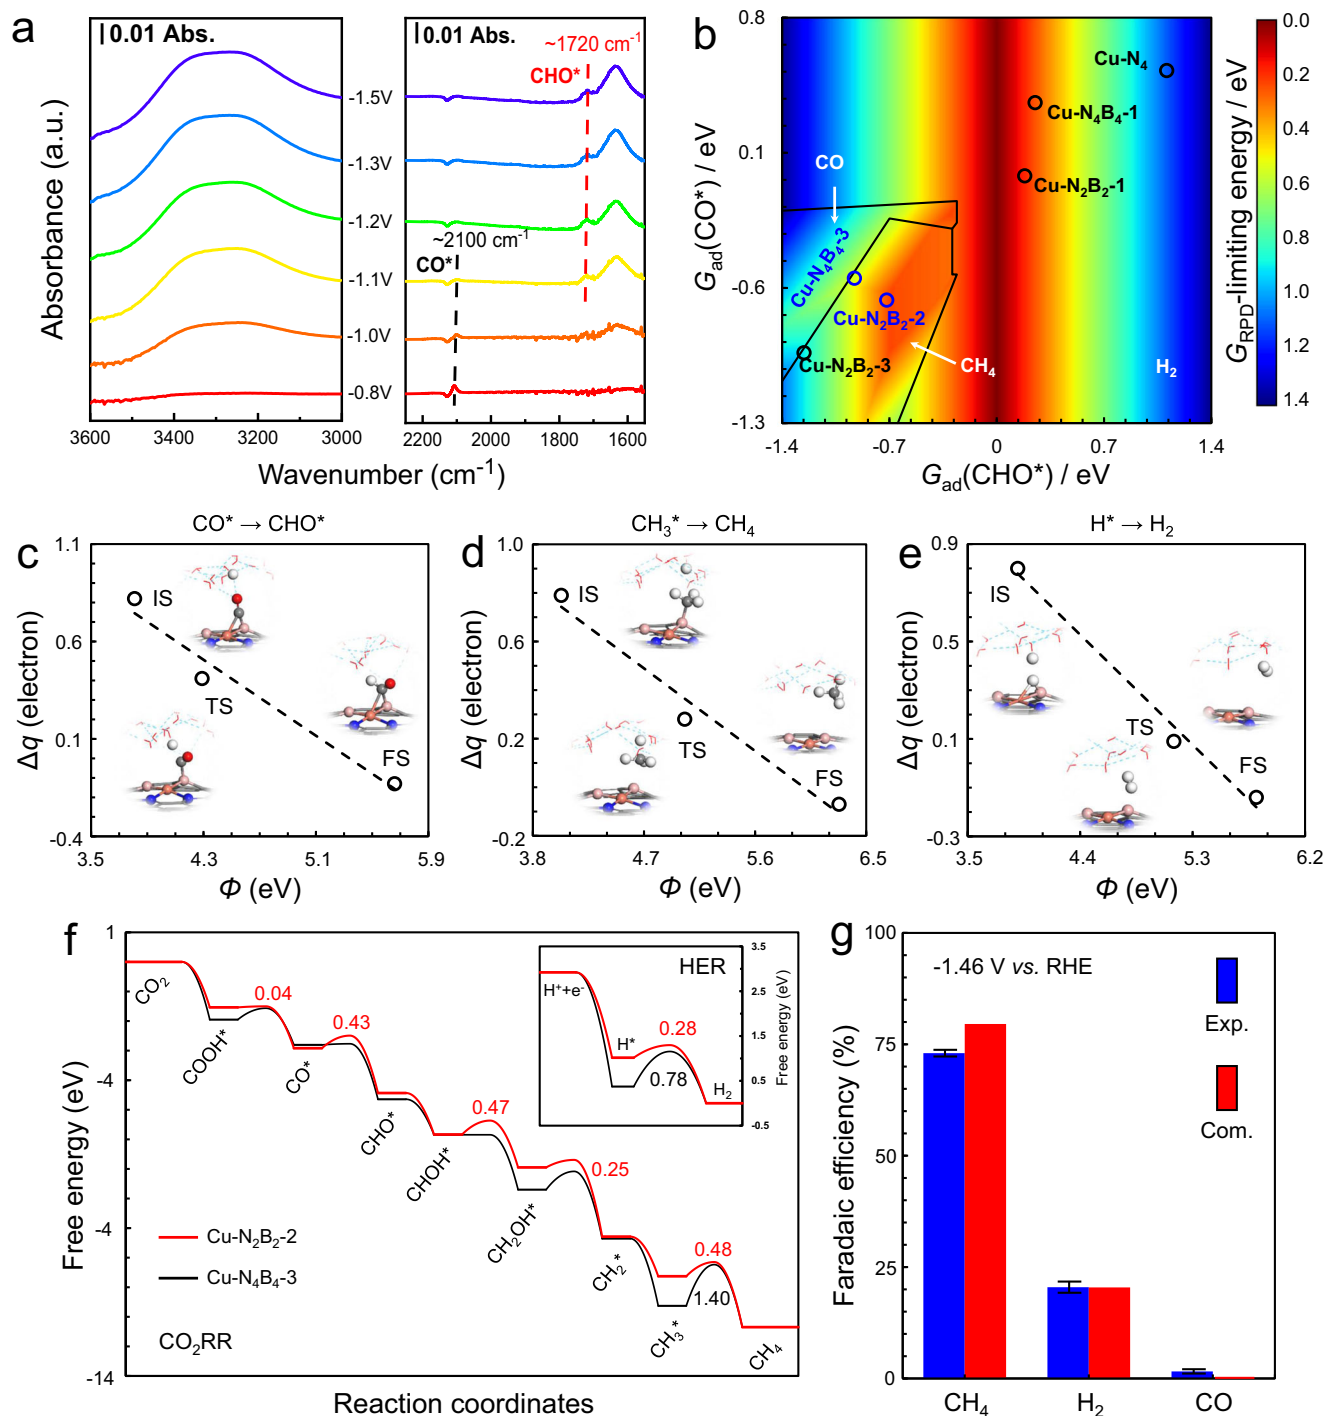 a
0.01 Abs.
0.01 Abs.
~1720 cm⁻¹
CHO*
~2100 cm⁻¹
CO*
-1.5V
-1.3V
-1.2V
-1.1V
-1.0V
-0.8V
Absorbance (a.u.)
3600 3400 3200 3000
2200 2000 1800 1600
Wavenumber (cm⁻¹)
b
0.8
0.1
-0.6
-1.3
G_ad(CO*) / eV
-1.4 -0.7 0 0.7 1.4
G_ad(CHO*) / eV
Cu-N₄
Cu-N₄B₄-1
Cu-N₂B₂-1
CO
Cu-N₄B₄-3
Cu-N₂B₂-2
Cu-N₂B₂-3
CH₄
H₂
0.0
0.2
0.4
0.6
0.8
1.0
1.2
1.4
G_RPD-limiting energy / eV
c
CO* → CHO*
1.1
0.6
0.1
-0.4
Δq (electron)
IS
TS
FS
3.5 4.3 5.1 5.9
Φ (eV)
d
CH₃* → CH₄
1.0
0.6
0.2
-0.2
Δq (electron)
IS
TS
FS
3.8 4.7 5.6 6.5
Φ (eV)
e
H* → H₂
0.9
0.5
0.1
-0.3
Δq (electron)
IS
TS
FS
3.5 4.4 5.3 6.2
Φ (eV)
f
1
-4
-4
-14
Free energy (eV)
CO₂
COOH*
0.04
CO*
0.43
CHO*
CHOH*
0.47
CH₂OH*
0.25
CH₂*
0.48
1.40
CH₃*
CH₄
Cu-N₂B₂-2
Cu-N₄B₄-3
CO₂RR
Reaction coordinates
HER
H⁺+e⁻
H*
0.28
0.78
H₂
3.5
2.5
1.5
0.5
-0.5
Free energy (eV)
g
100
75
50
25
0
Faradaic efficiency (%)
-1.46 V vs. RHE
Exp.
Com.
CH₄ H₂ CO